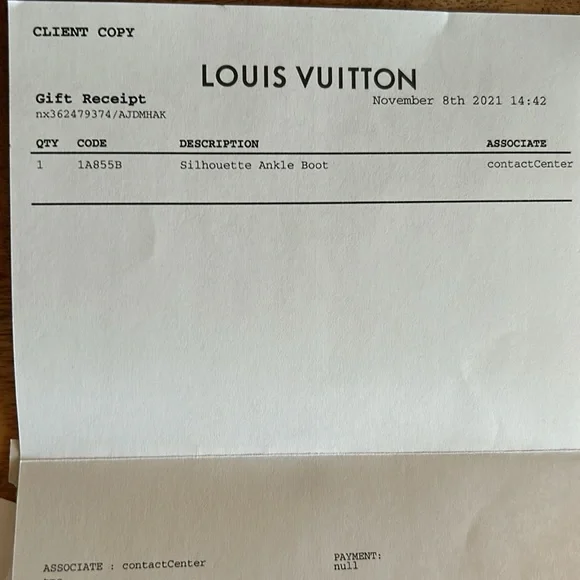 CLIENT COPY
LOUIS VUITTON
Gift Receipt November 8th 2021 14:42
nx362479374/AJDMHAK
QTY CODE DESCRIPTION ASSOCIATE
1 1A855B Silhouette Ankle Boot contactCenter
ASSOCIATE : contactCenter PAYMENT:
null